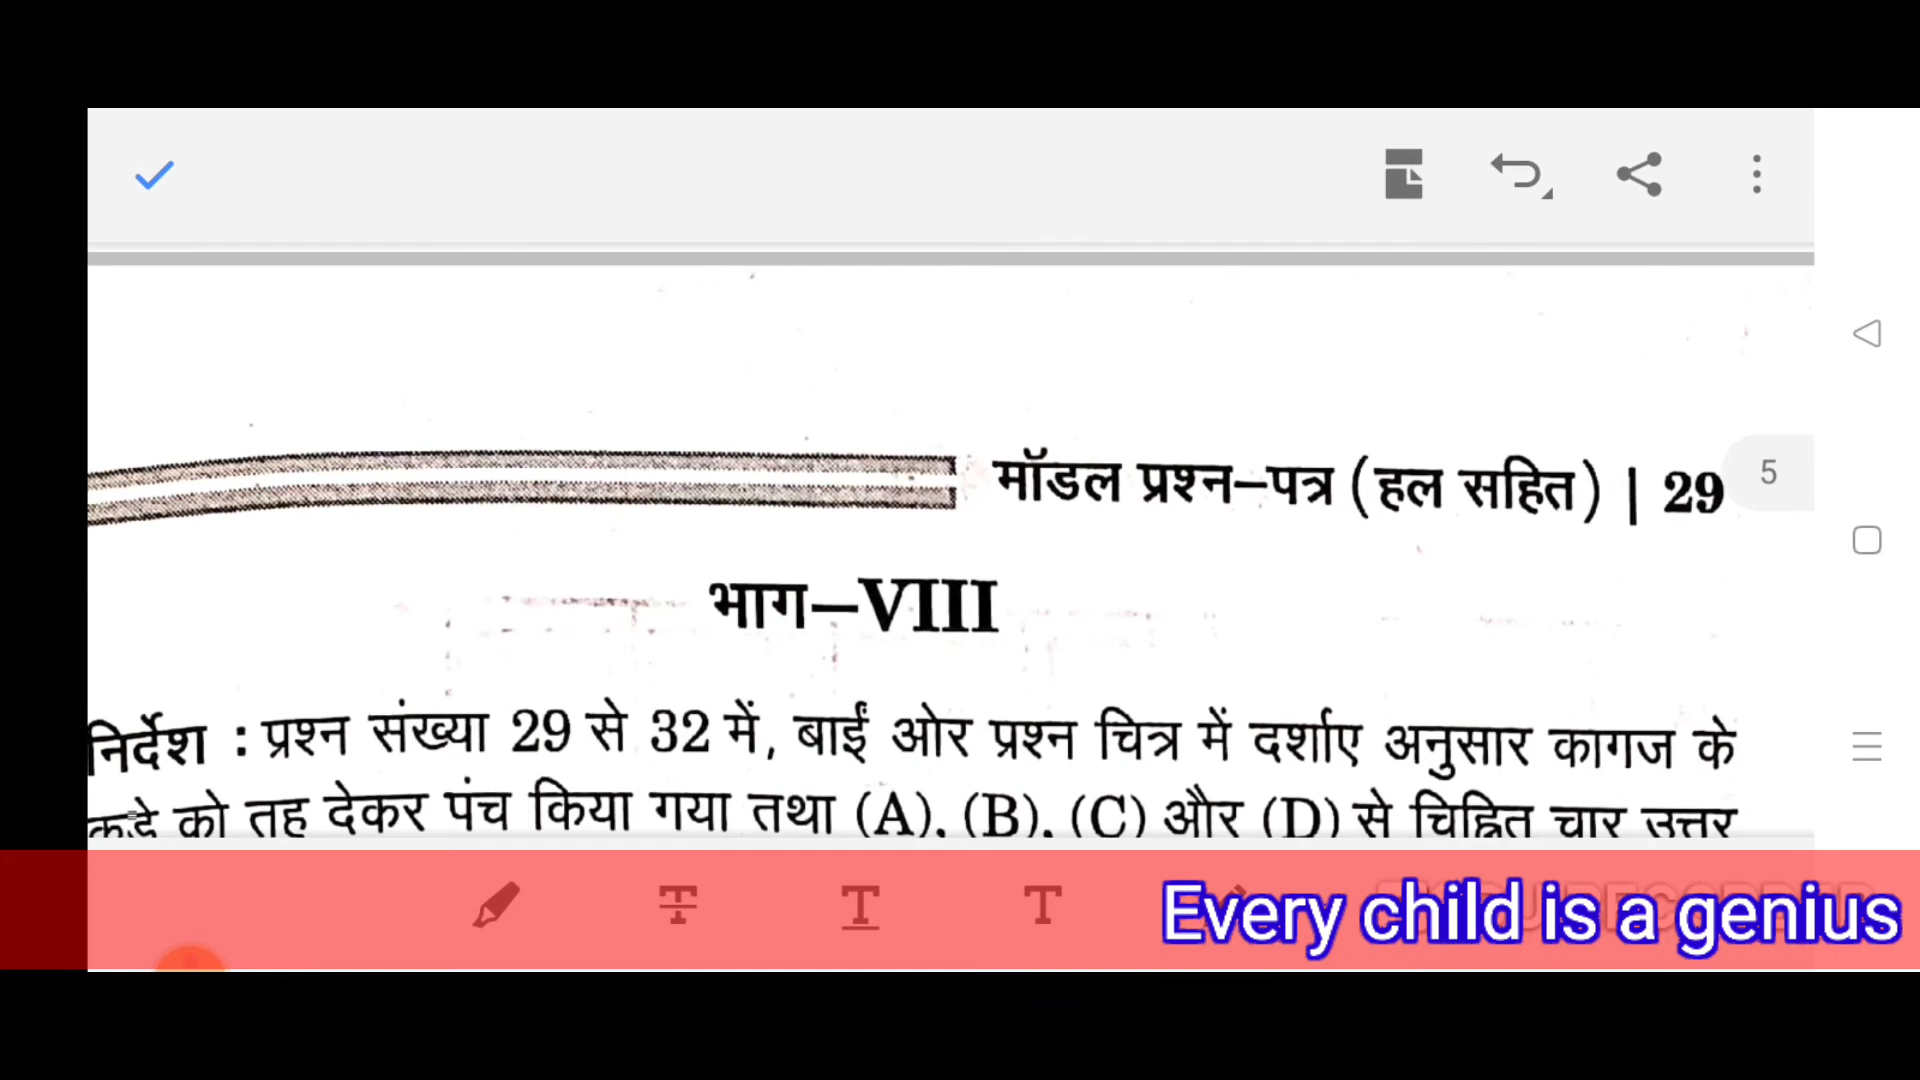 मॉडल प्रश्न–पत्र (हल सहित) | 29
5
भाग–VIII
निर्देश : प्रश्न संख्या 29 से 32 में, बाईं ओर प्रश्न चित्र में दर्शाए अनुसार कागज के
को तह देकर पंच किया गया तथा (A), (B), (C) और (D) से चिह्नित चार उत्तर
T T T
Every child is a genius